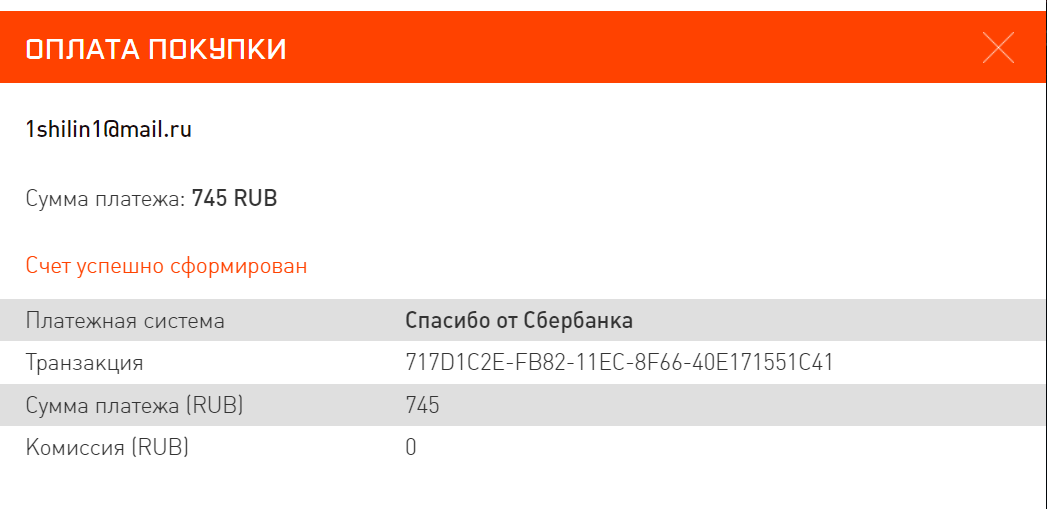 ОПЛАТА ПОКУПКИ
1shilin1@mail.ru
Сумма платежа: 745 RUB
Счет успешно сформирован
Платежная система Спасибо от Сбербанка
Транзакция 717D1C2E-FB82-11EC-8F66-40E171551C41
Сумма платежа (RUB) 745
Комиссия (RUB) 0